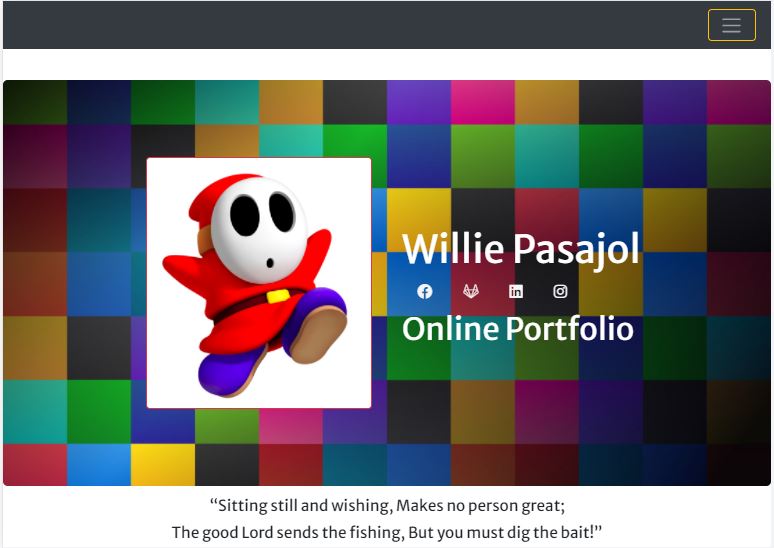 Willie Pasajol
Online Portfolio
“Sitting still and wishing, Makes no person great;
The good Lord sends the fishing, But you must dig the bait!”